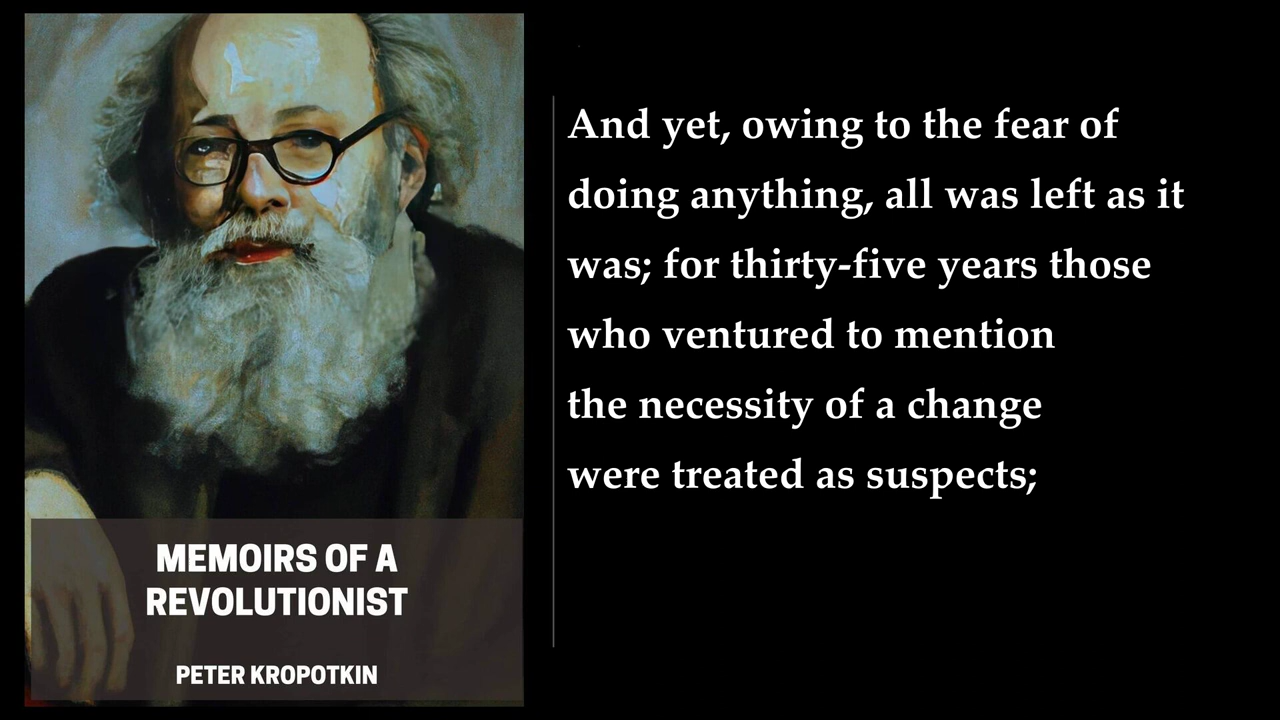 And yet, owing to the fear of
doing anything, all was left as it
was; for thirty-five years those
who ventured to mention
the necessity of a change
were treated as suspects;
MEMOIRS OF A
REVOLUTIONIST
PETER KROPOTKIN